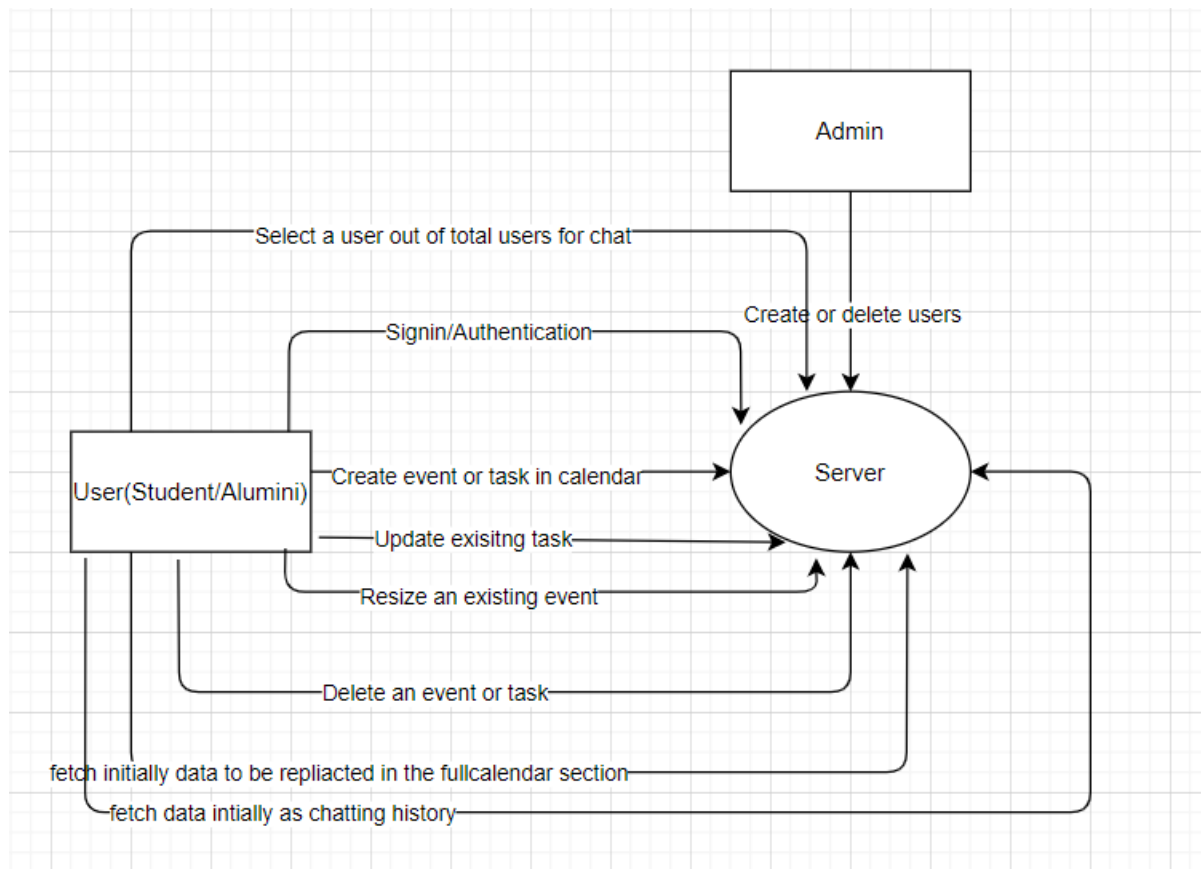 Admin
Select a user out of total users for chat
Create or delete users
Signin/Authentication
Server
Create event or task in calendar
User(Student/Alumini)
Update exisitng task
Resize an existing event
Delete an event or task
fetch initially data to be repliacted in the fullcalendar section
fetch data intially as chatting history